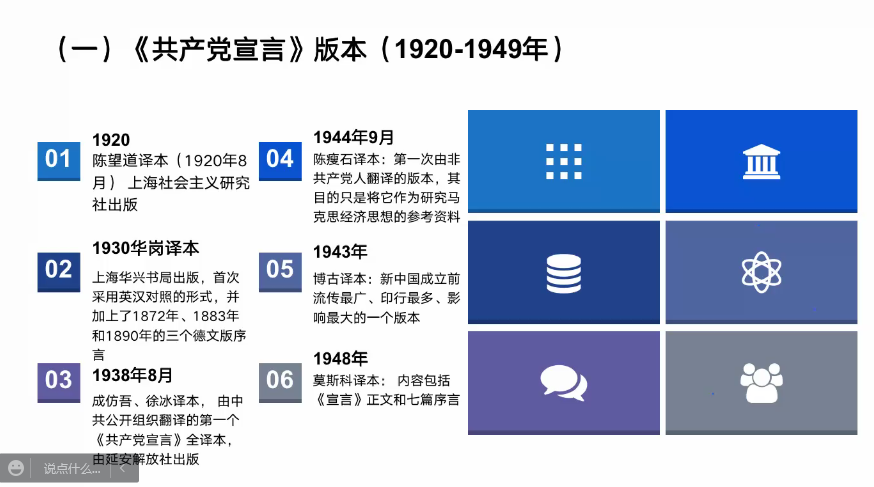 （一）《共产党宣言》版本（1920-1949年）
01
1920
陈望道译本（1920年8
月） 上海社会主义研究
社出版
02
1930华岗译本
上海华兴书局出版，首次
采用英汉对照的形式，并
加上了1872年、1883年
和1890年的三个德文版序
言
03
1938年8月
成仿吾、徐冰译本， 由中
共公开组织翻译的第一个
《共产党宣言》全译本，
由延安解放社出版
04
1944年9月
陈瘦石译本：第一次由非
共产党人翻译的版本，其
目的只是将它作为研究马
克思经济思想的参考资料
05
1943年
博古译本：新中国成立前
流传最广、印行最多、影
响最大的一个版本
06
1948年
莫斯科译本： 内容包括
《宣言》正文和七篇序言
说点什么...